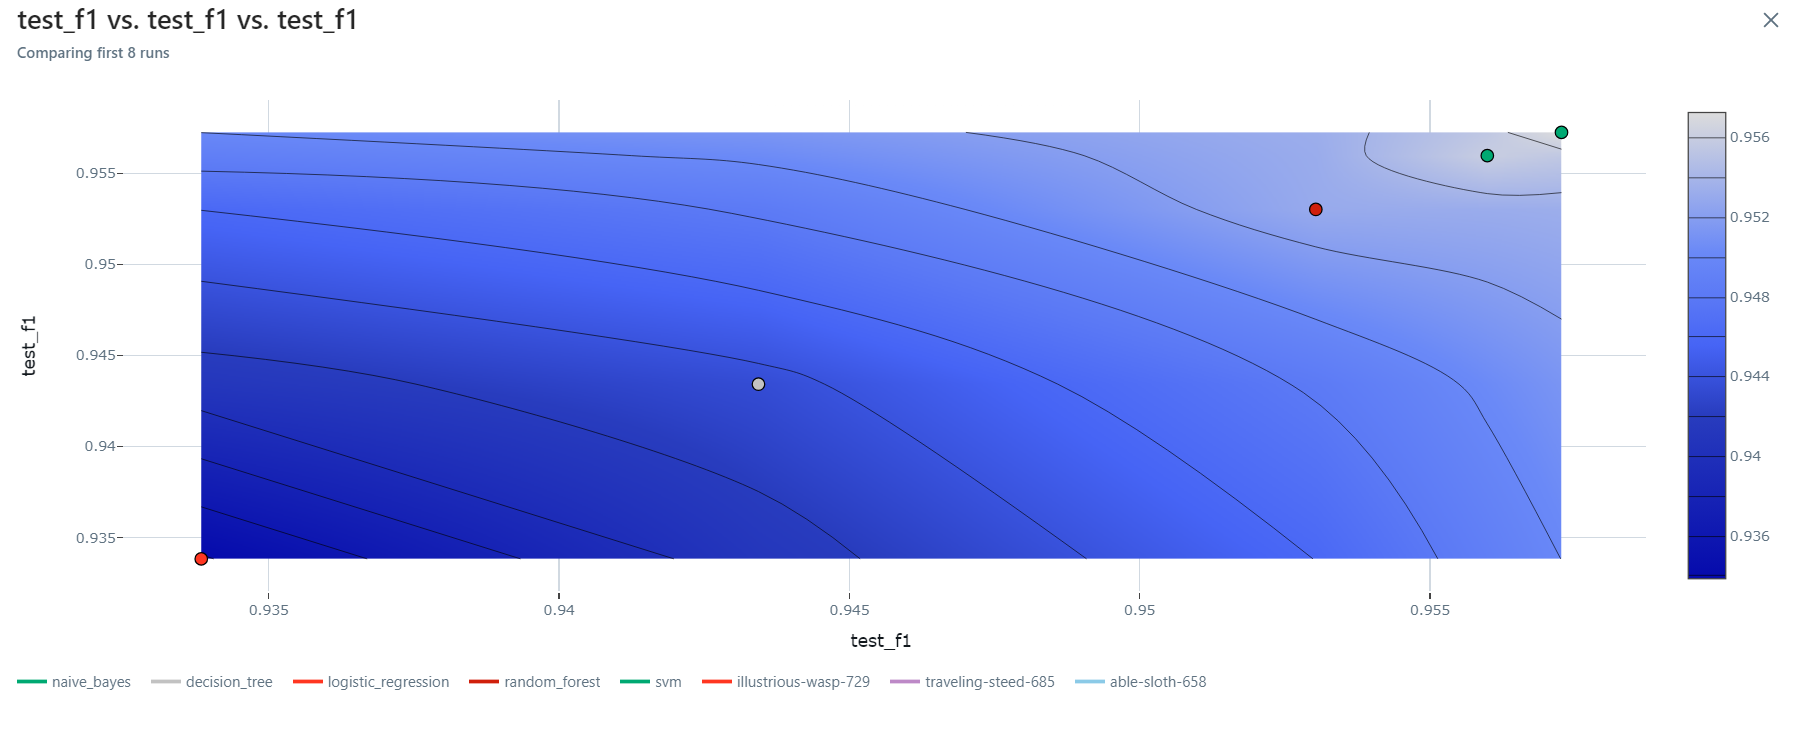 test_f1 vs. test_f1 vs. test_f1
Comparing first 8 runs
0.955
0.95
0.945
0.94
0.935
test_f1
0.935 0.94 0.945 0.95 0.955
test_f1
0.956
0.952
0.948
0.944
0.94
0.936
naive_bayes decision_tree logistic_regression random_forest svm illustrious-wasp-729 traveling-steed-685 able-sloth-658